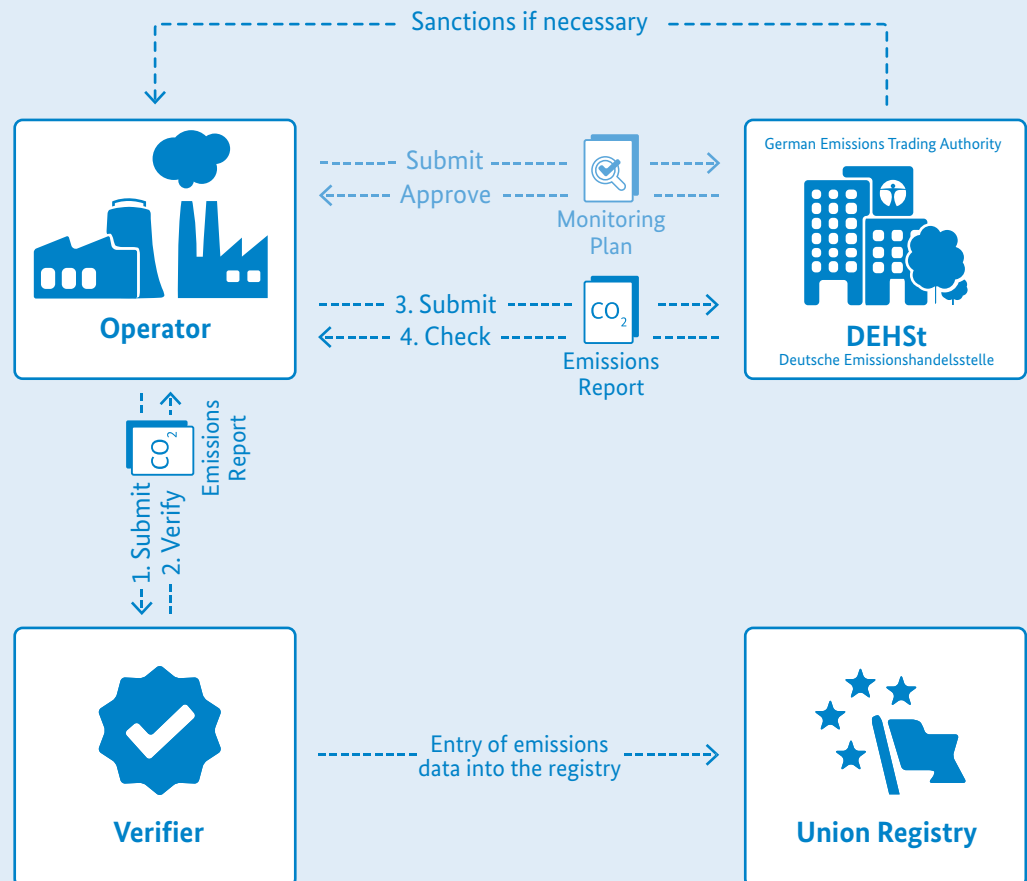 Sanctions if necessary
German Emissions Trading Authority
Submit
Approve
Monitoring
Plan
Operator
3. Submit
4. Check
CO₂
Emissions
Report
DEHSt
Deutsche Emissionshandelsstelle
CO₂
Emissions
Report
1. Submit
2. Verify
Verifier
Entry of emissions
data into the registry
Union Registry